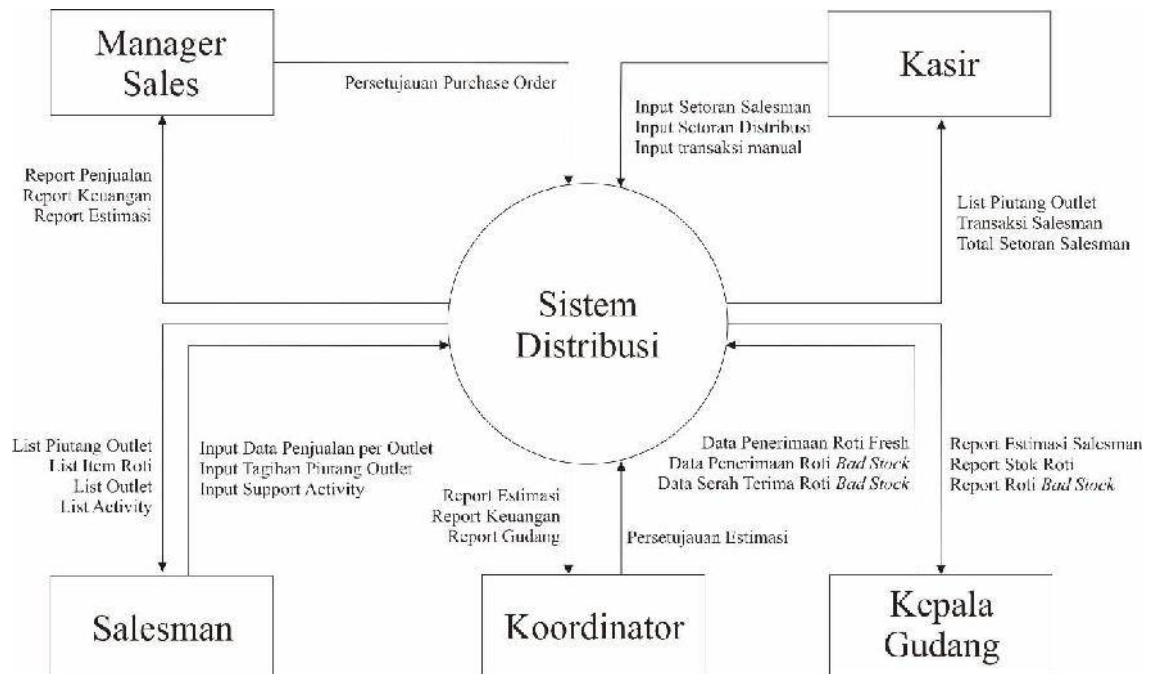 Manager
Sales
Persetujauan Purchase Order
Kasir
Input Setoran Salesman
Input Setoran Distribusi
Input transaksi manual
Report Penjualan
Report Keuangan
Report Estimasi
List Piutang Outlet
Transaksi Salesman
Total Setoran Salesman
Sistem
Distribusi
List Piutang Outlet
List Item Roti
List Outlet
List Activity
Input Data Penjualan per Outlet
Input Tagihan Piutang Outlet
Input Support Activity
Report Estimasi
Report Keuangan
Report Gudang
Persetujauan Estimasi
Data Penerimaan Roti Fresh
Data Penerimaan Roti Bad Stock
Data Serah Terima Roti Bad Stock
Report Estimasi Salesman
Report Stok Roti
Report Roti Bad Stock
Salesman
Koordinator
Kepala
Gudang